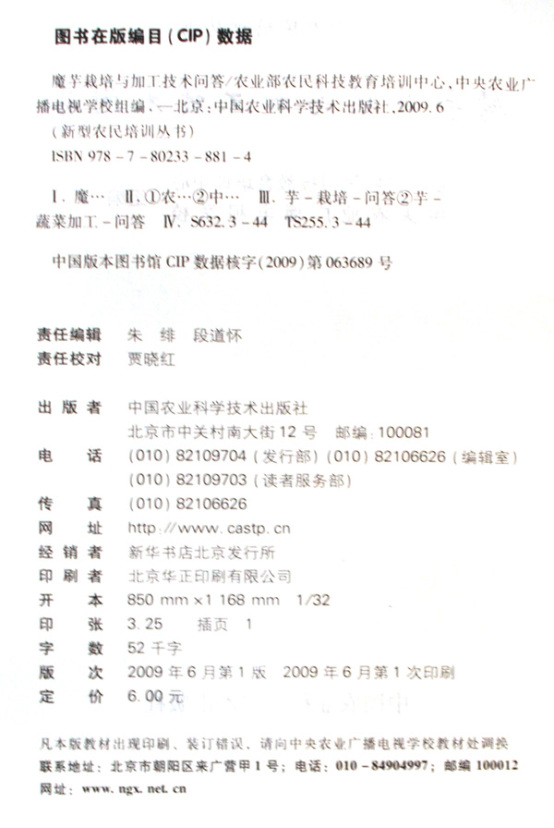 图书在版编目(CIP)数据
魔芋栽培与加工技术问答/农业部农民科技教育培训中心,中央农业广
播电视学校组编.—北京:中国农业科学技术出版社,2009.6
(新型农民培训丛书)
ISBN 978-7-80233-881-4
Ⅰ. 魔… Ⅱ.①农…②中… Ⅲ. 芋-栽培-问答②芋-
蔬菜加工-问答 Ⅳ. S632.3-44 TS255.3-44
中国版本图书馆 CIP 数据核字(2009)第 063689 号
责任编辑 朱 绯 段道怀
责任校对 贾晓红
出版者 中国农业科学技术出版社
北京市中关村南大街12号 邮编:100081
电 话 (010)82109704(发行部)(010)82106626(编辑室)
(010)82109703(读者服务部)
传 真 (010)82106626
网 址 http://www.castp.cn
经销者 新华书店北京发行所
印刷者 北京华正印刷有限公司
开 本 850 mm×1 168 mm 1/32
印 张 3.25 插页 1
字 数 52 千字
版 次 2009年6月第1版 2009年6月第1次印刷
定 价 6.00元
凡本版教材出现印刷、装订错误,请向中央农业广播电视学校教材处调换
联系地址:北京市朝阳区来广营甲1号;电话:010-84904997;邮编 100012
网址:www.ngx.net.cn